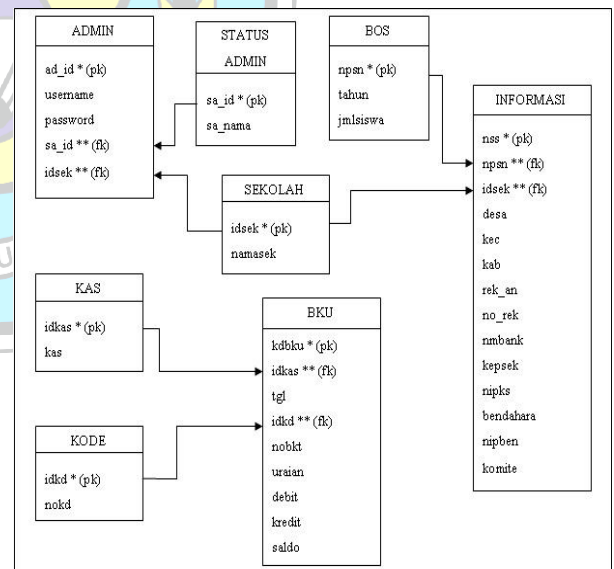 ADMIN
ad_id * (pk)
username
password
sa_id ** (fk)
idsek ** (fk)
STATUS
ADMIN
sa_id * (pk)
sa_nama
BOS
npsn * (pk)
tahun
jmlsiswa
INFORMASI
nss * (pk)
npsn ** (fk)
idsek ** (fk)
desa
kec
kab
rek_an
no_rek
nmbank
kepsek
nipks
bendahara
nipben
komite
SEKOLAH
idsek * (pk)
namasek
KAS
idkas * (pk)
kas
BKU
kdbku * (pk)
idkas ** (fk)
tgl
idkd ** (fk)
nobkt
uraian
debit
kredit
saldo
KODE
idkd * (pk)
nokd